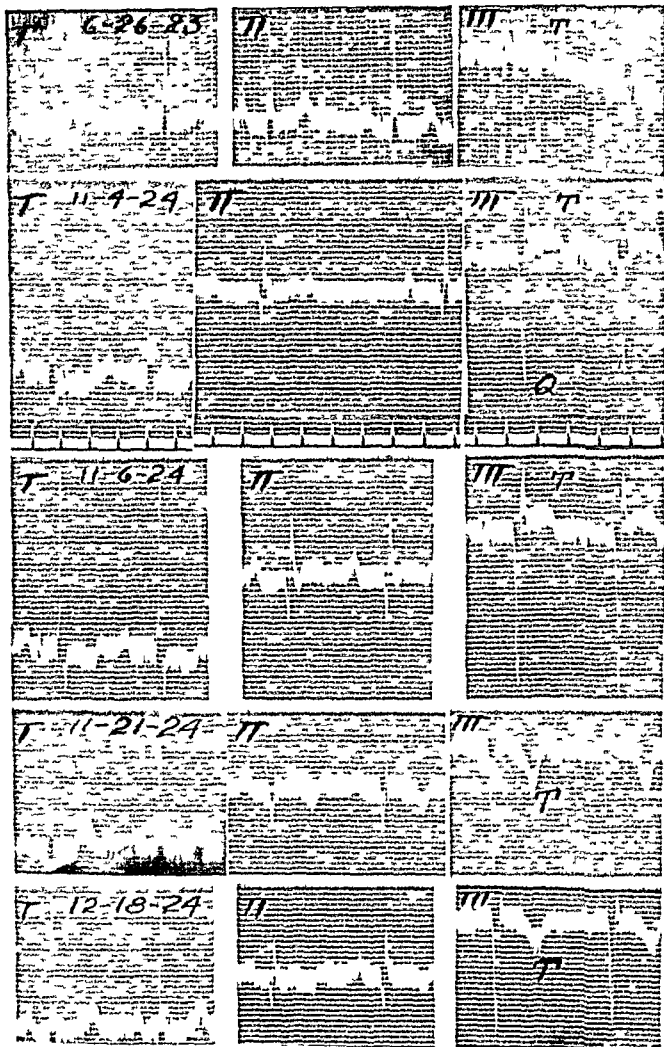 I 6-26-23 II III T
I 11-4-24 II III T
Q
I 11-6-24 II III T
I 11-21-24 II III
T
I 12-18-24 II III
T